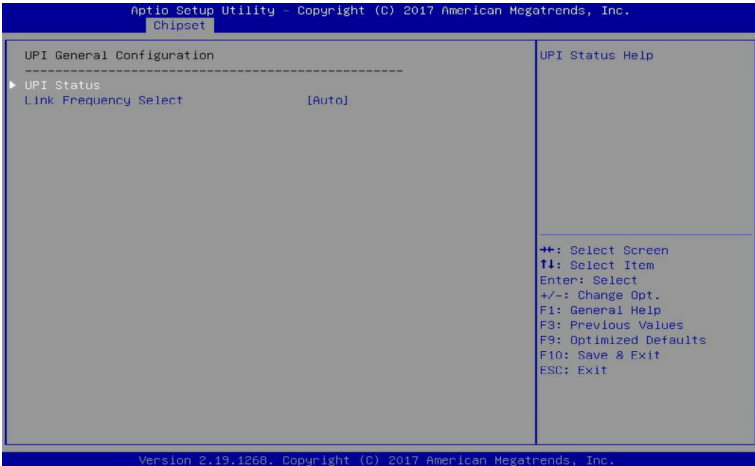 Aptio Setup Utility – Copyright (C) 2017 American Megatrends, Inc.
Chipset
UPI General Configuration
--------------------------------------------------
UPI Status
Link Frequency Select [Auto]
UPI Status Help
→←: Select Screen
↑↓: Select Item
Enter: Select
+/-: Change Opt.
F1: General Help
F3: Previous Values
F9: Optimized Defaults
F10: Save & Exit
ESC: Exit
Version 2.19.1268. Copyright (C) 2017 American Megatrends, Inc.